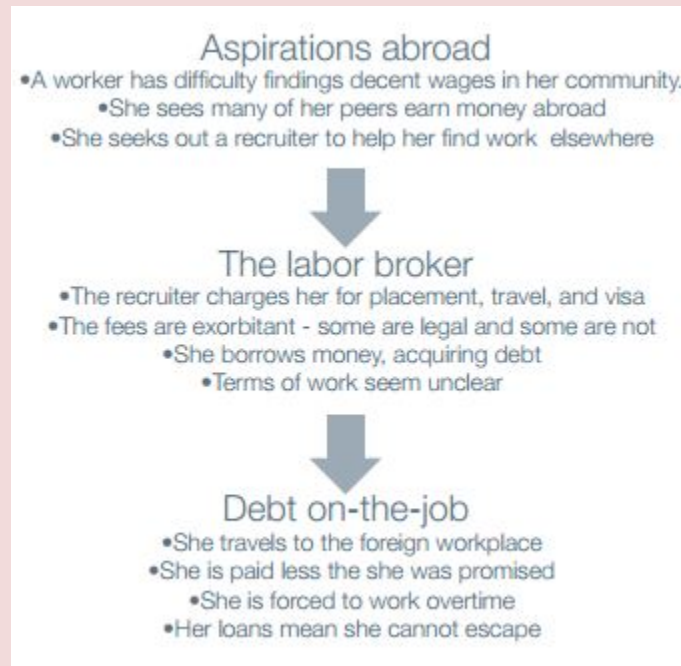 Aspirations abroad
•A worker has difficulty findings decent wages in her community.
•She sees many of her peers earn money abroad
•She seeks out a recruiter to help her find work elsewhere
The labor broker
•The recruiter charges her for placement, travel, and visa
•The fees are exorbitant - some are legal and some are not
•She borrows money, acquiring debt
•Terms of work seem unclear
Debt on-the-job
•She travels to the foreign workplace
•She is paid less the she was promised
•She is forced to work overtime
•Her loans mean she cannot escape